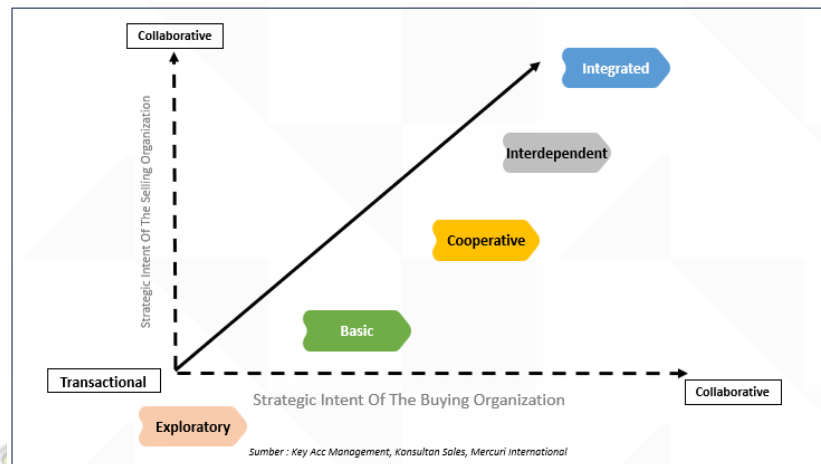 Collaborative
Integrated
Strategic Intent Of The Selling Organization
Interdependent
Cooperative
Basic
Transactional
Strategic Intent Of The Buying Organization
Collaborative
Exploratory
Sumber : Key Acc Management, Konsultan Sales, Mercuri International